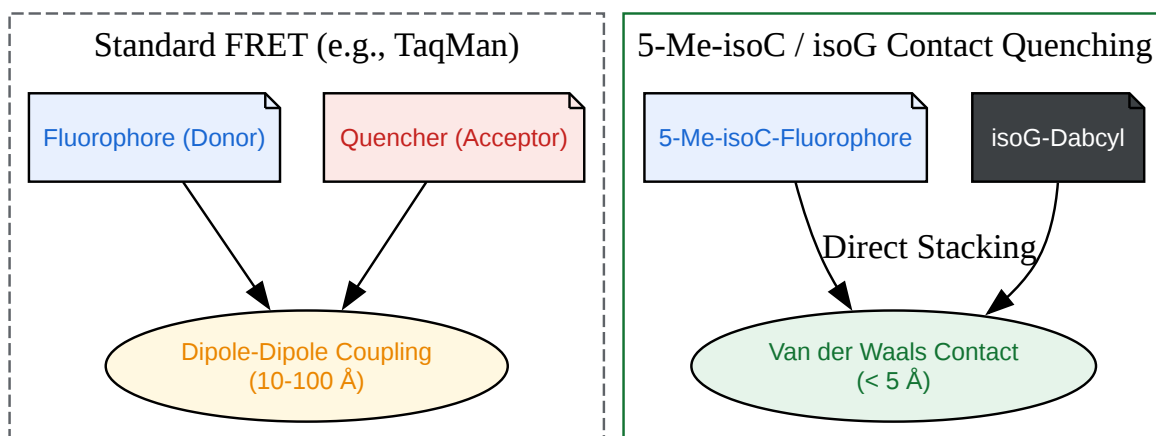 Standard FRET (e.g., TaqMan)
Fluorophore (Donor)
Quencher (Acceptor)
Dipole-Dipole Coupling
(10-100 Å)
5-Me-isoC / isoG Contact Quenching
5-Me-isoC-Fluorophore
isoG-Dabcyl
Direct Stacking
Van der Waals Contact
(< 5 Å)